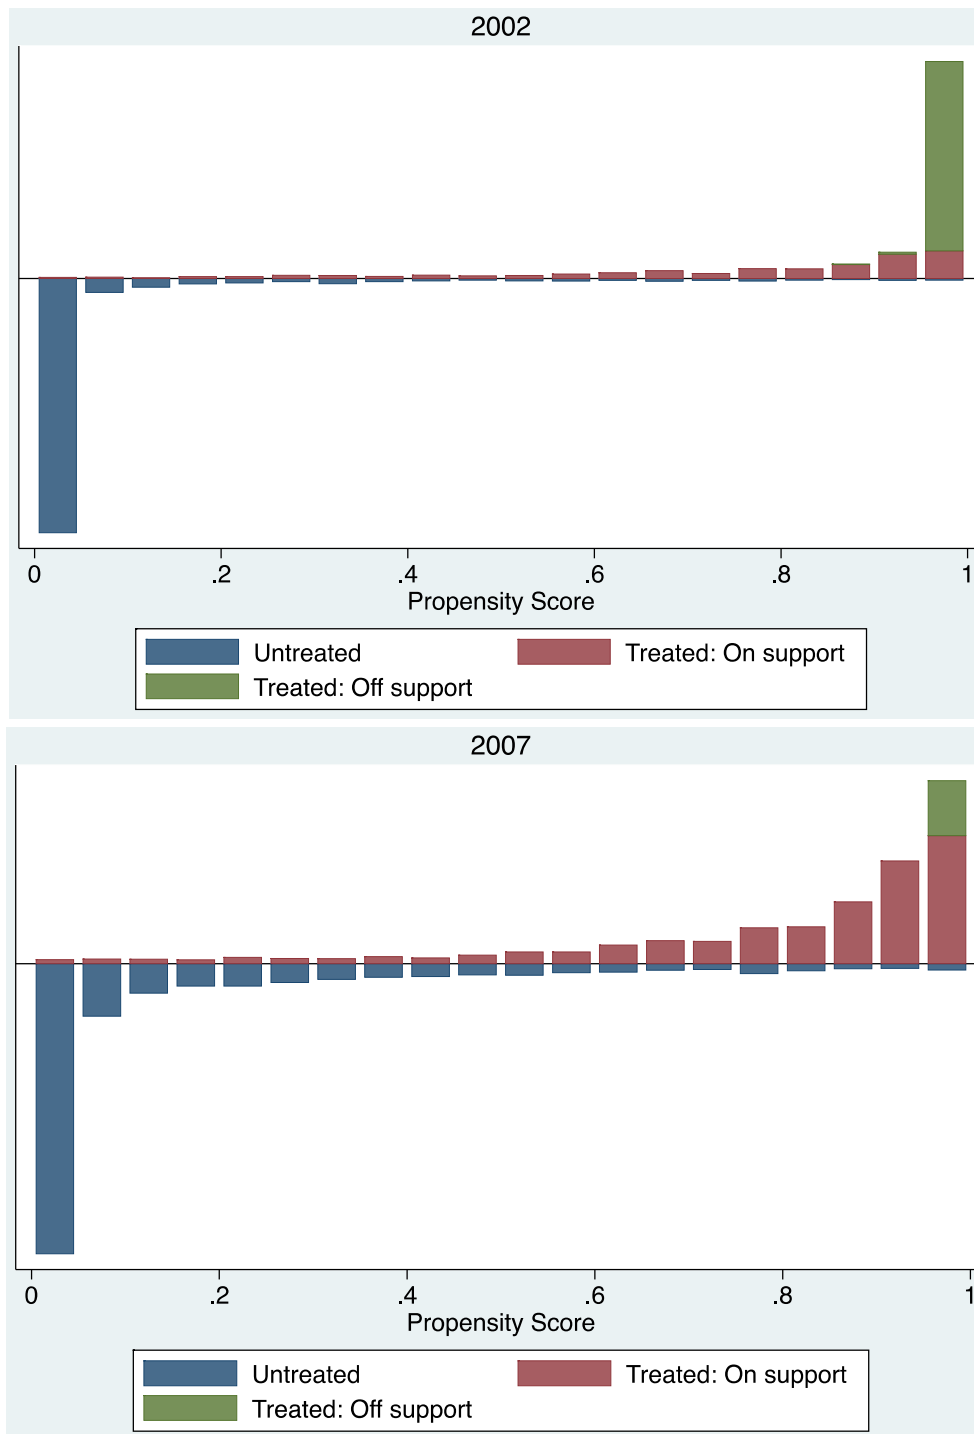 2002
0 .2 .4 .6 .8 1
Propensity Score
Untreated Treated: On support
Treated: Off support
2007
0 .2 .4 .6 .8 1
Propensity Score
Untreated Treated: On support
Treated: Off support